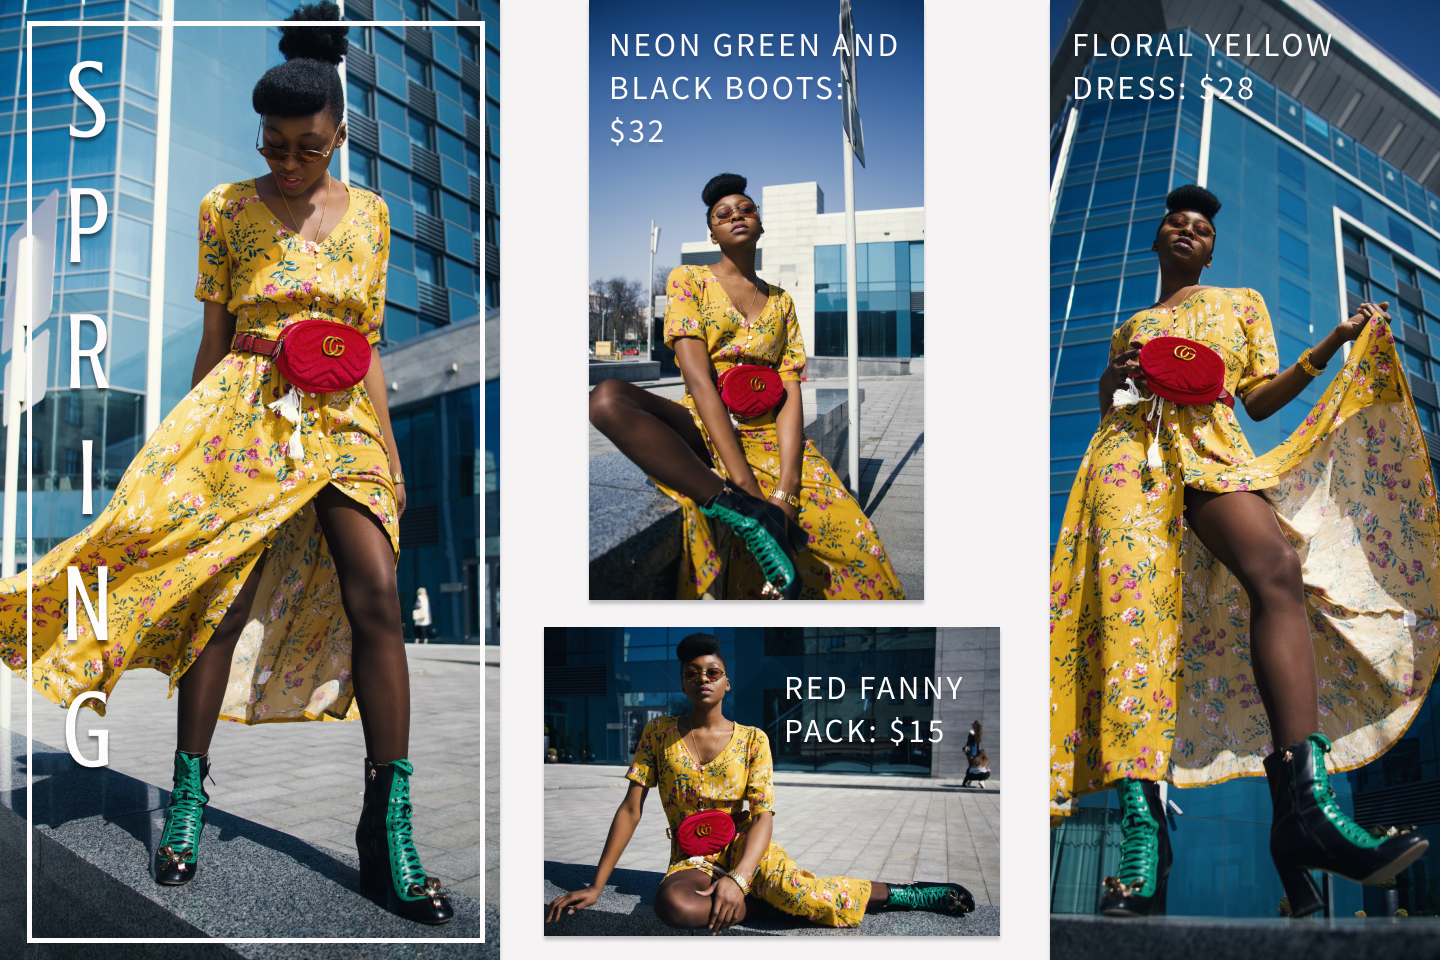 SPRING
NEON GREEN AND
BLACK BOOTS:
$32
RED FANNY
PACK: $15
FLORAL YELLOW
DRESS: $28